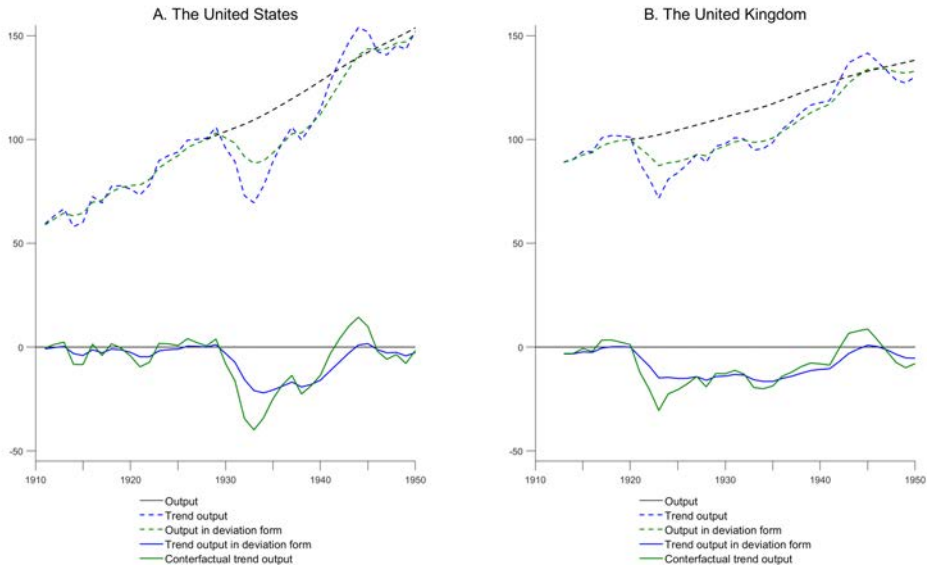 A. The United States
150
100
50
0
-50
1910
1920
1930
1940
1950
Output
Trend output
Output in deviation form
Trend output in deviation form
Conterfactual trend output
B. The United Kingdom
150
100
50
0
-50
1910
1920
1930
1940
1950
Output
Trend output
Output in deviation form
Trend output in deviation form
Conterfactual trend output